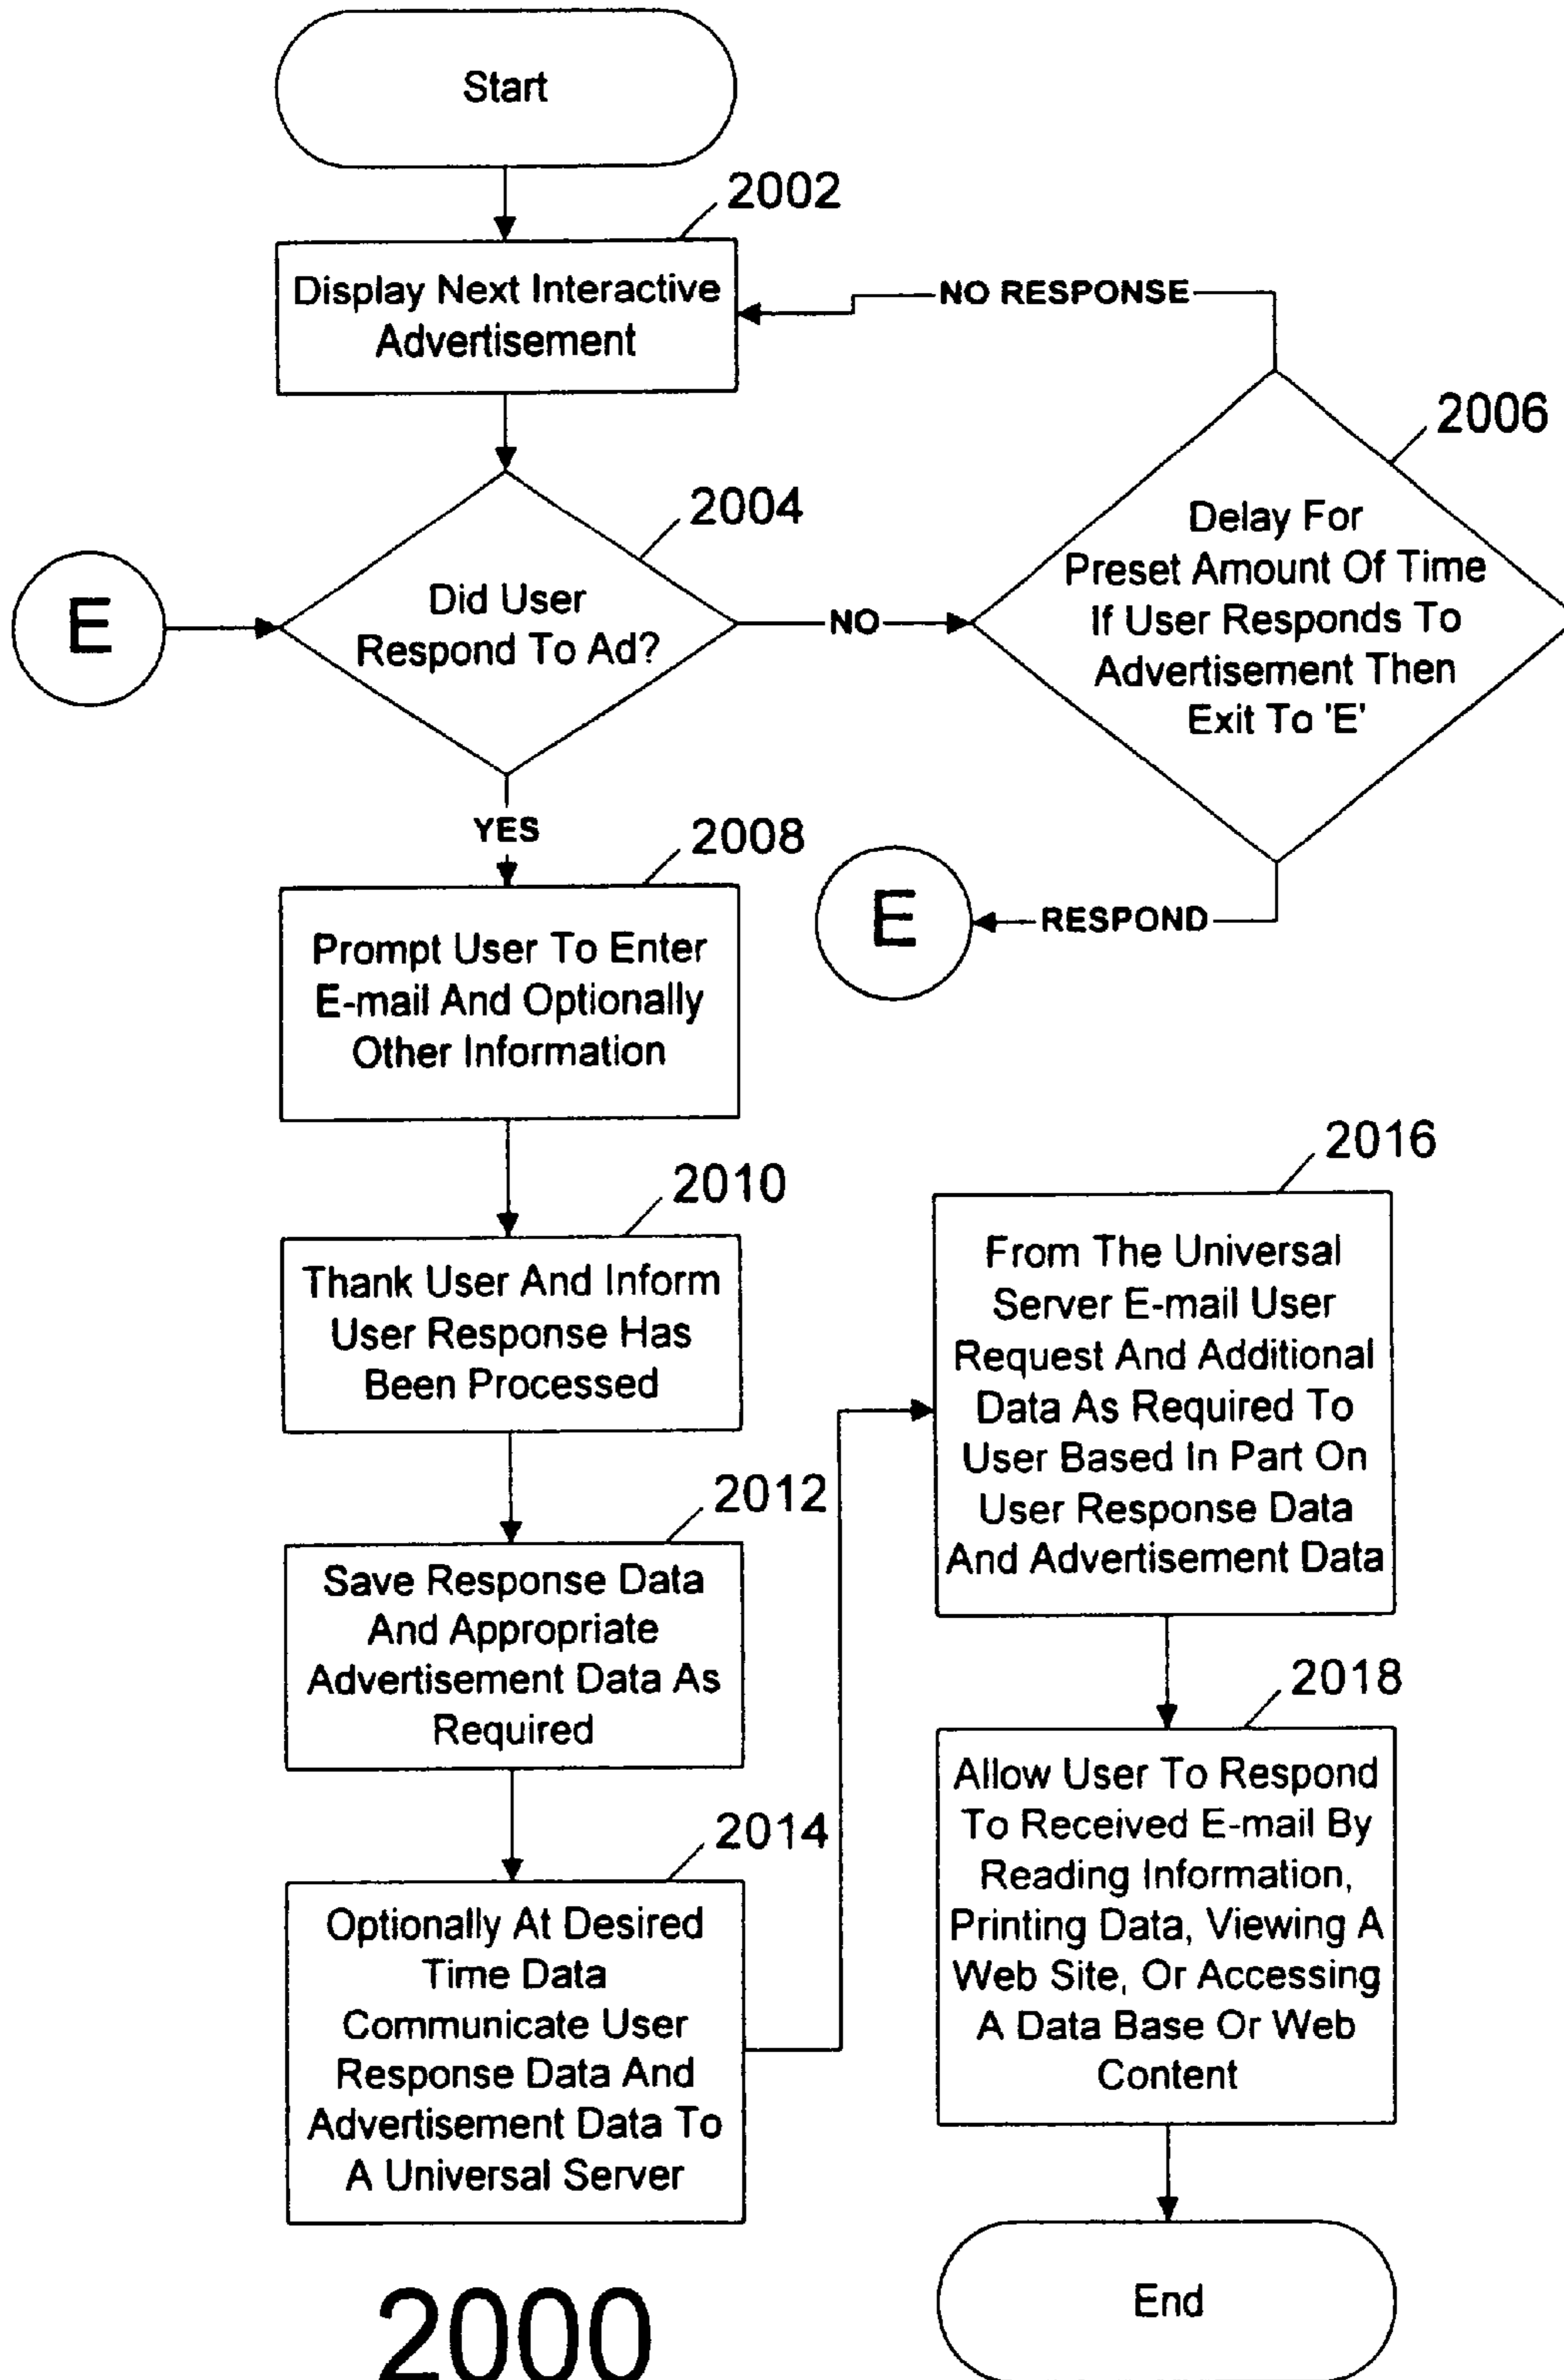 Start
2002
Display Next Interactive
Advertisement
NO RESPONSE
2006
Delay For
Preset Amount Of Time
If User Responds To
Advertisement Then
Exit To 'E'
2004
E
Did User
Respond To Ad?
NO
YES
E
RESPOND
2008
Prompt User To Enter
E-mail And Optionally
Other Information
2010
Thank User And Inform
User Response Has
Been Processed
2012
Save Response Data
And Appropriate
Advertisement Data As
Required
2014
Optionally At Desired
Time Data
Communicate User
Response Data And
Advertisement Data To
A Universal Server
2016
From The Universal
Server E-mail User
Request And Additional
Data As Required To
User Based In Part On
User Response Data
And Advertisement Data
2018
Allow User To Respond
To Received E-mail By
Reading Information,
Printing Data, Viewing A
Web Site, Or Accessing
A Data Base Or Web
Content
End
2000